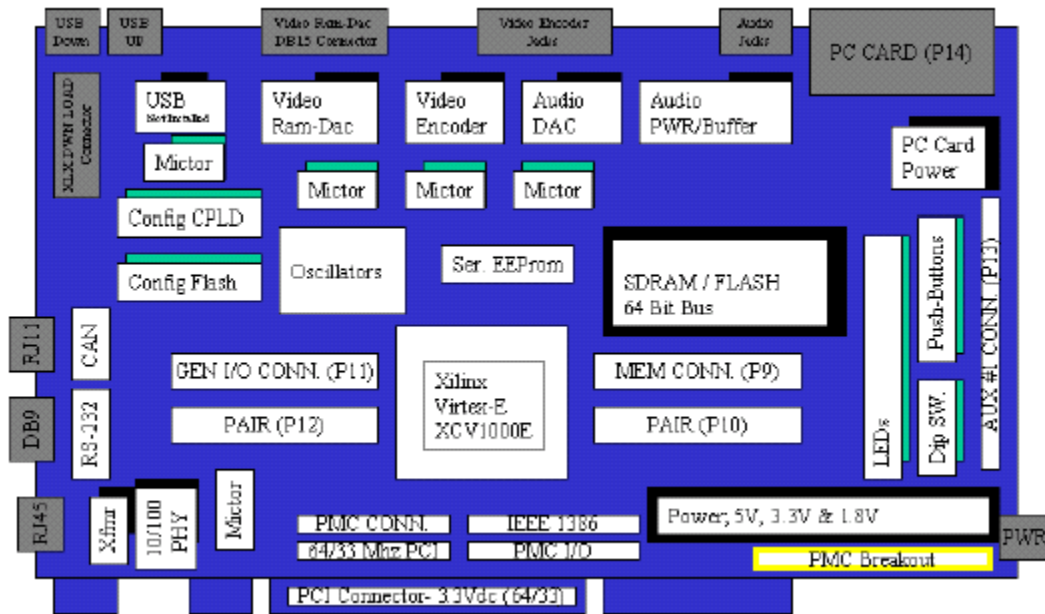 USB
Down
USB
UP
Video Ram-Dac
DB15 Connector
Video Encoder
Jacks
Audio
Jacks
PC CARD (P14)
XLX DWN LOAD
Connector
USB
Not Installed
Video
Ram-Dac
Video
Encoder
Audio
DAC
Audio
PWR/Buffer
PC Card
Power
Mictor
Mictor
Mictor
Mictor
Config CPLD
Config Flash
Oscillators
Ser. EEProm
SDRAM / FLASH
64 Bit Bus
Push-Buttons
AUX #1 CONN. (P13)
RJ11
CAN
GEN I/O CONN. (P11)
Xilinx
Virtex-E
XCV1000E
MEM CONN. (P9)
DB9
RS-132
PAIR (P12)
PAIR (P10)
LEDs
Dip SW.
RJ45
Xfmr
10/100
PHY
Mictor
PMC CONN.
IEEE 1386
64/33 Mhz PCI
PMC I/O
Power, 5V, 3.3V & 1.8V
PWR
PMC Breakout
PCI Connector- 3.3Vdc (64/33)